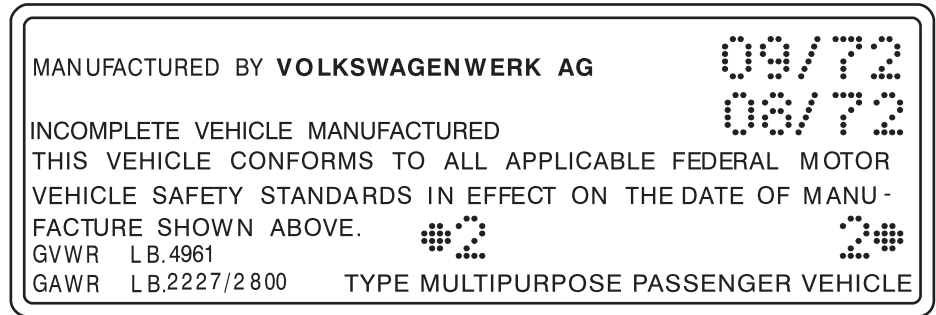 MANUFACTURED BY VOLKSWAGENWERK AG 09/72
INCOMPLETE VEHICLE MANUFACTURED 08/72
THIS VEHICLE CONFORMS TO ALL APPLICABLE FEDERAL MOTOR
VEHICLE SAFETY STANDARDS IN EFFECT ON THE DATE OF MANU-
FACTURE SHOWN ABOVE. *2 2*
GVWR LB.4961
GAWR LB.2227/2800 TYPE MULTIPURPOSE PASSENGER VEHICLE